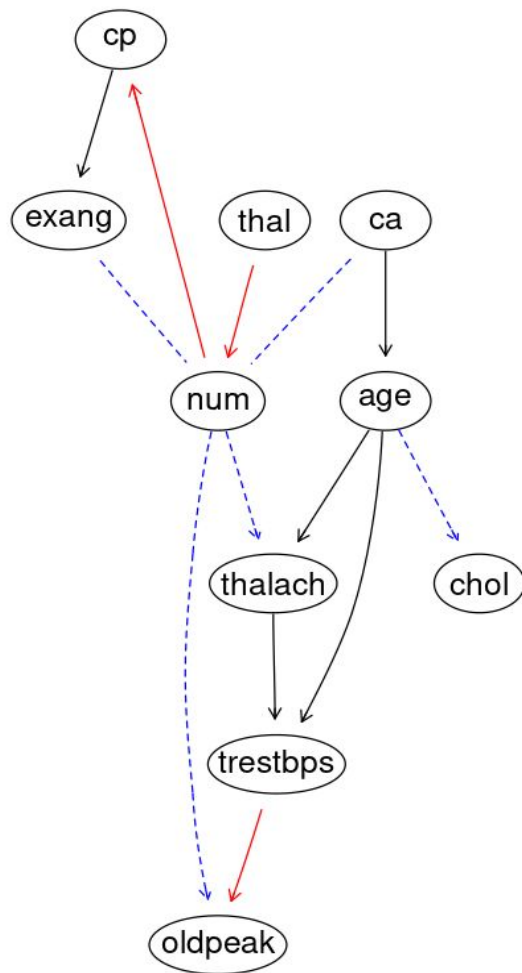 cp
exang
thal
ca
num
age
thalach
chol
trestbps
oldpeak